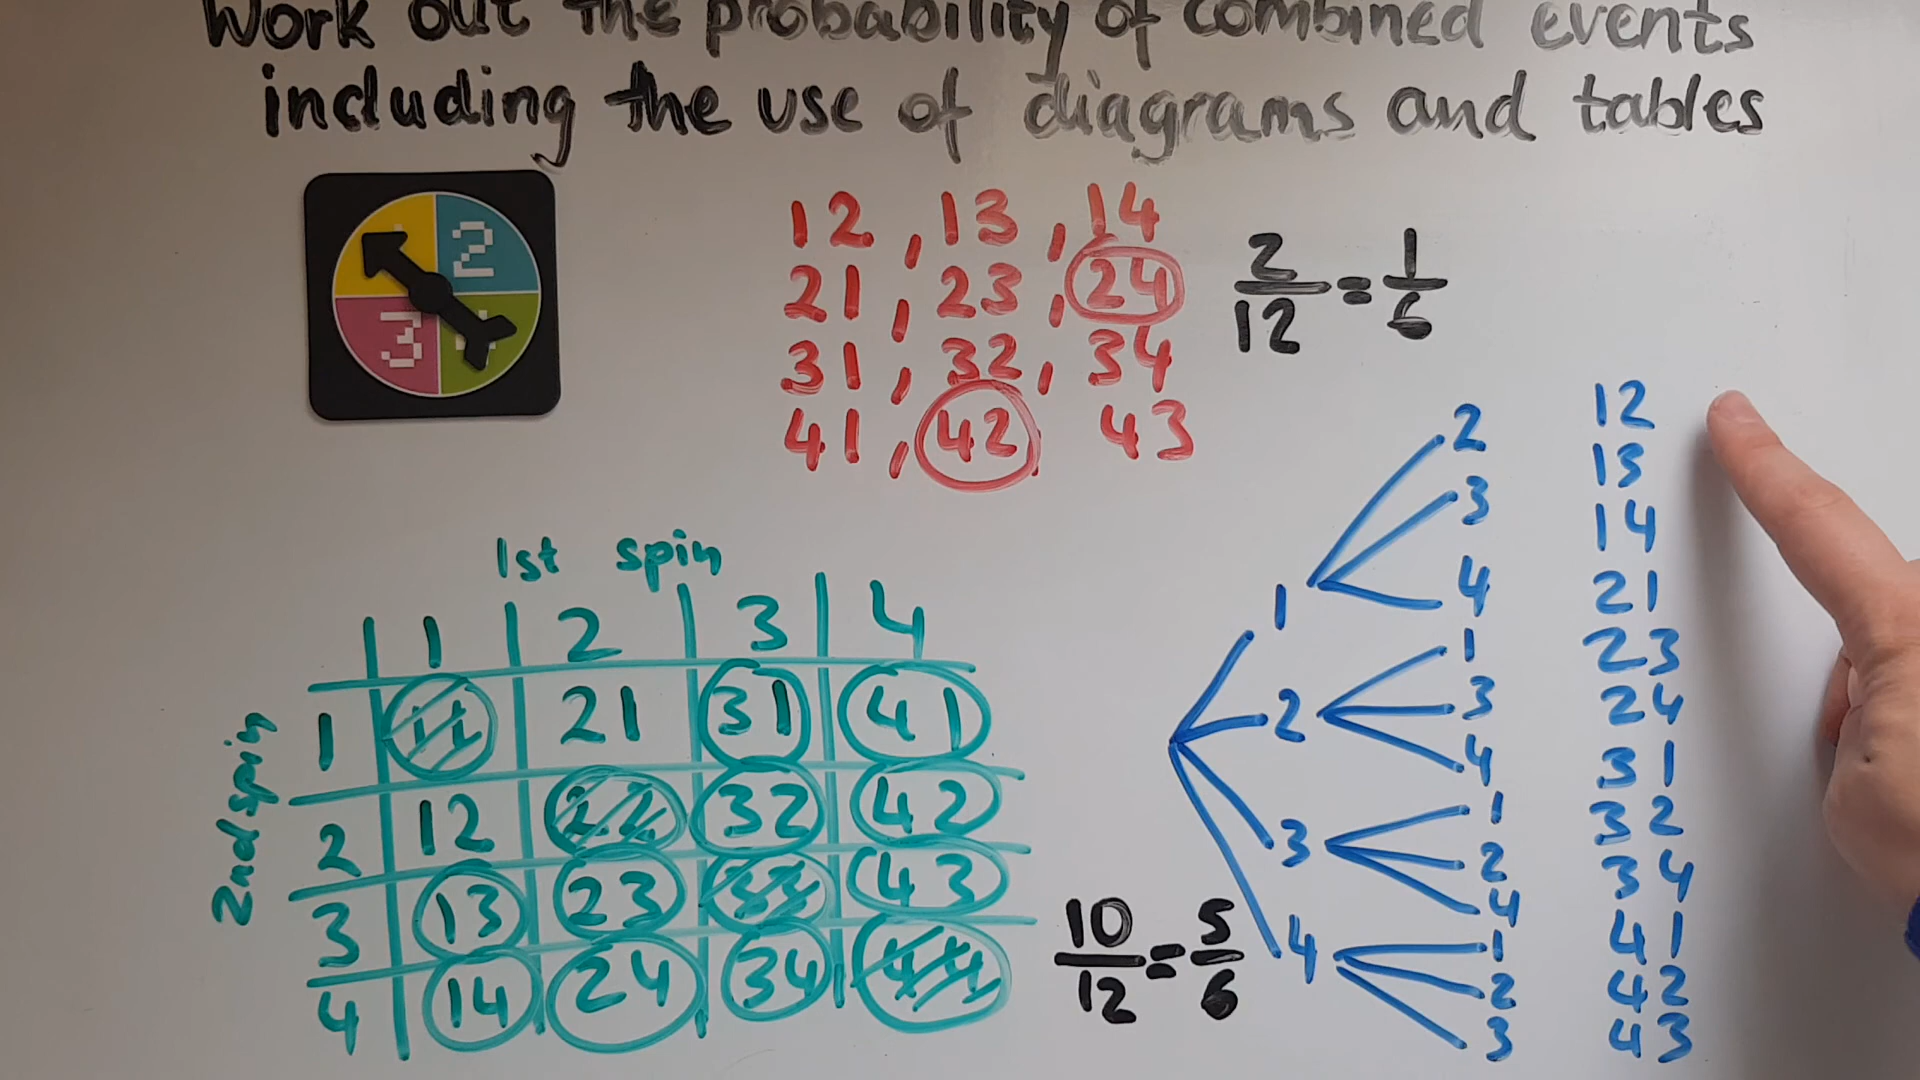 Work out the probability of combined events
including the use of diagrams and tables
2
3
12, 13, 14
21, 23, 24
31, 32, 34
41, 42, 43
2/12 = 1/6
1st spin
2nd spin
1 2 3 4
1 11 21 31 41
2 12 22 32 42
3 13 23 33 43
4 14 24 34 44
10/12 = 5/6
1
2
3
4
2
3
4
1
3
4
1
2
4
1
2
3
12
13
14
21
23
24
31
32
34
41
42
43